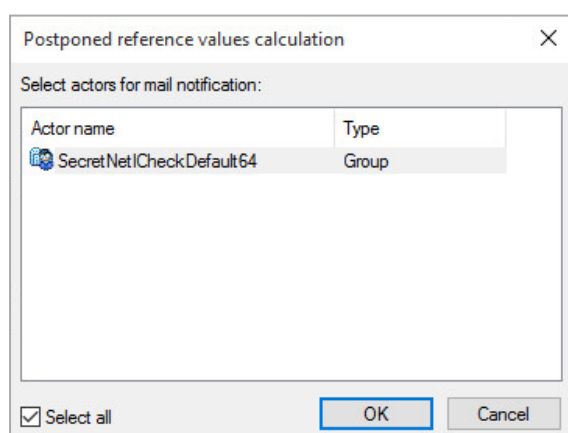 Postponed reference values calculation
Select actors for mail notification:
Actor name Type
SecretNetICheckDefault64 Group
Select all OK Cancel